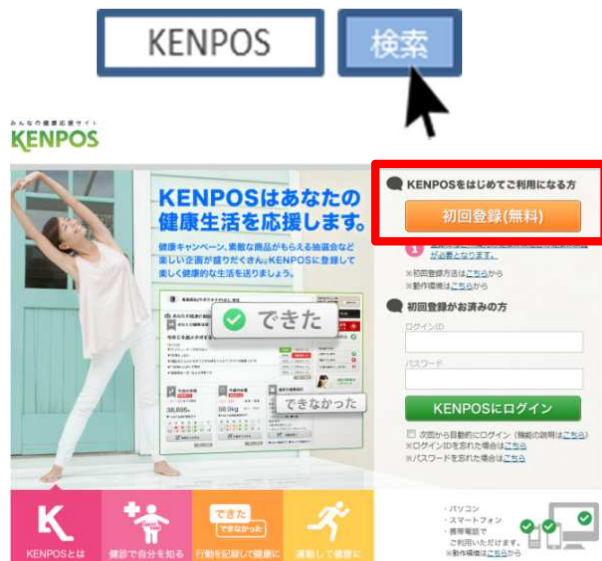 KENPOS
検索
みんなの健康応援サイト
KENPOS
KENPOSはあなたの
健康生活を応援します。
健康キャンペーン、素敵な商品がもらえる抽選会など
楽しい企画が盛りだくさん。KENPOSに登録して
楽しく健康的な生活を送りましょう。
できた
できなかった
KENPOSをはじめてご利用になる方
初回登録(無料)
が必要となります。
※初回登録方法はこちらから
※動作環境はこちらから
初回登録がお済みの方
ログインID
パスワード
KENPOSにログイン
次回から自動的にログイン（機能の説明はこちら）
※ログインIDを忘れた場合はこちら
※パスワードを忘れた場合はこちら
K
KENPOSとは
健診で自分を知る
できた
できなかった
行動を記録して健康に
運動して健康に
・パソコン
・スマートフォン
・携帯電話で
ご利用いただけます。
※動作環境はこちらから